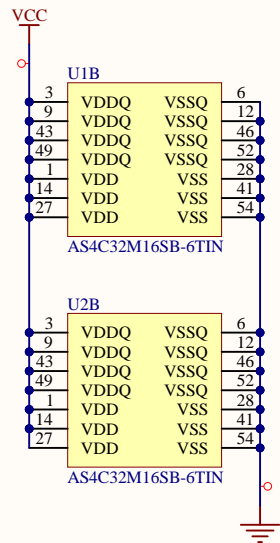 VCC
U1B
3 VDDQ VSSQ 6
9 VDDQ VSSQ 12
43 VDDQ VSSQ 46
49 VDDQ VSSQ 52
1 VDD VSS 28
14 VDD VSS 41
27 VDD VSS 54
AS4C32M16SB-6TIN
U2B
3 VDDQ VSSQ 6
9 VDDQ VSSQ 12
43 VDDQ VSSQ 46
49 VDDQ VSSQ 52
1 VDD VSS 28
14 VDD VSS 41
27 VDD VSS 54
AS4C32M16SB-6TIN